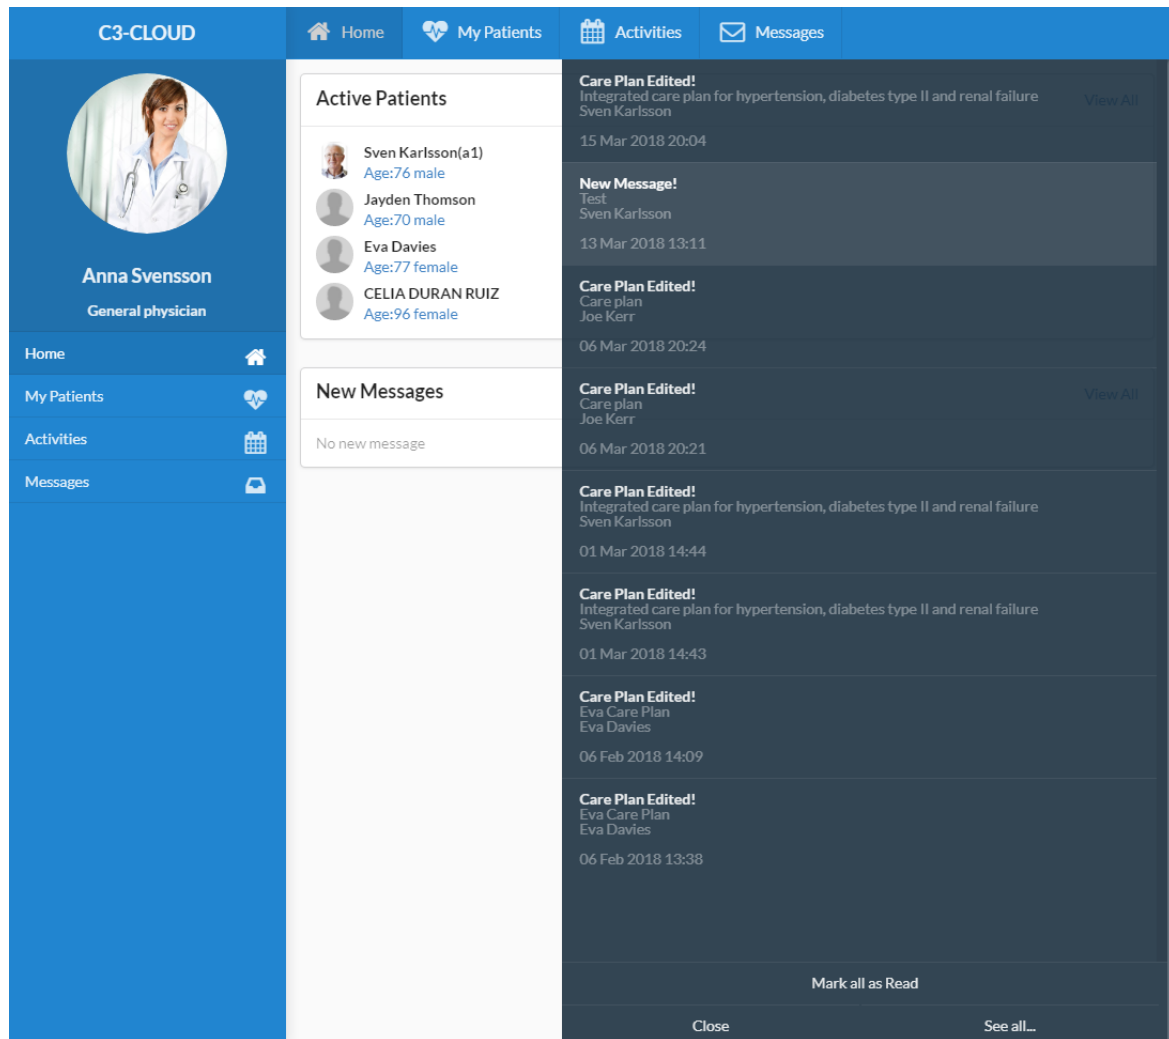 C3-CLOUD
Home
My Patients
Activities
Messages
Anna Svensson
General physician
Home
My Patients
Activities
Messages
Active Patients
View All
Sven Karlsson(a1)
Age:76 male
Jayden Thomson
Age:70 male
Eva Davies
Age:77 female
CELIA DURAN RUIZ
Age:96 female
New Messages
View All
No new message
Care Plan Edited!
Integrated care plan for hypertension, diabetes type II and renal failure
Sven Karlsson
15 Mar 2018 20:04
New Message!
Test
Sven Karlsson
13 Mar 2018 13:11
Care Plan Edited!
Care plan
Joe Kerr
06 Mar 2018 20:24
Care Plan Edited!
Care plan
Joe Kerr
06 Mar 2018 20:21
Care Plan Edited!
Integrated care plan for hypertension, diabetes type II and renal failure
Sven Karlsson
01 Mar 2018 14:44
Care Plan Edited!
Integrated care plan for hypertension, diabetes type II and renal failure
Sven Karlsson
01 Mar 2018 14:43
Care Plan Edited!
Eva Care Plan
Eva Davies
06 Feb 2018 14:09
Care Plan Edited!
Eva Care Plan
Eva Davies
06 Feb 2018 13:38
Mark all as Read
Close
See all...